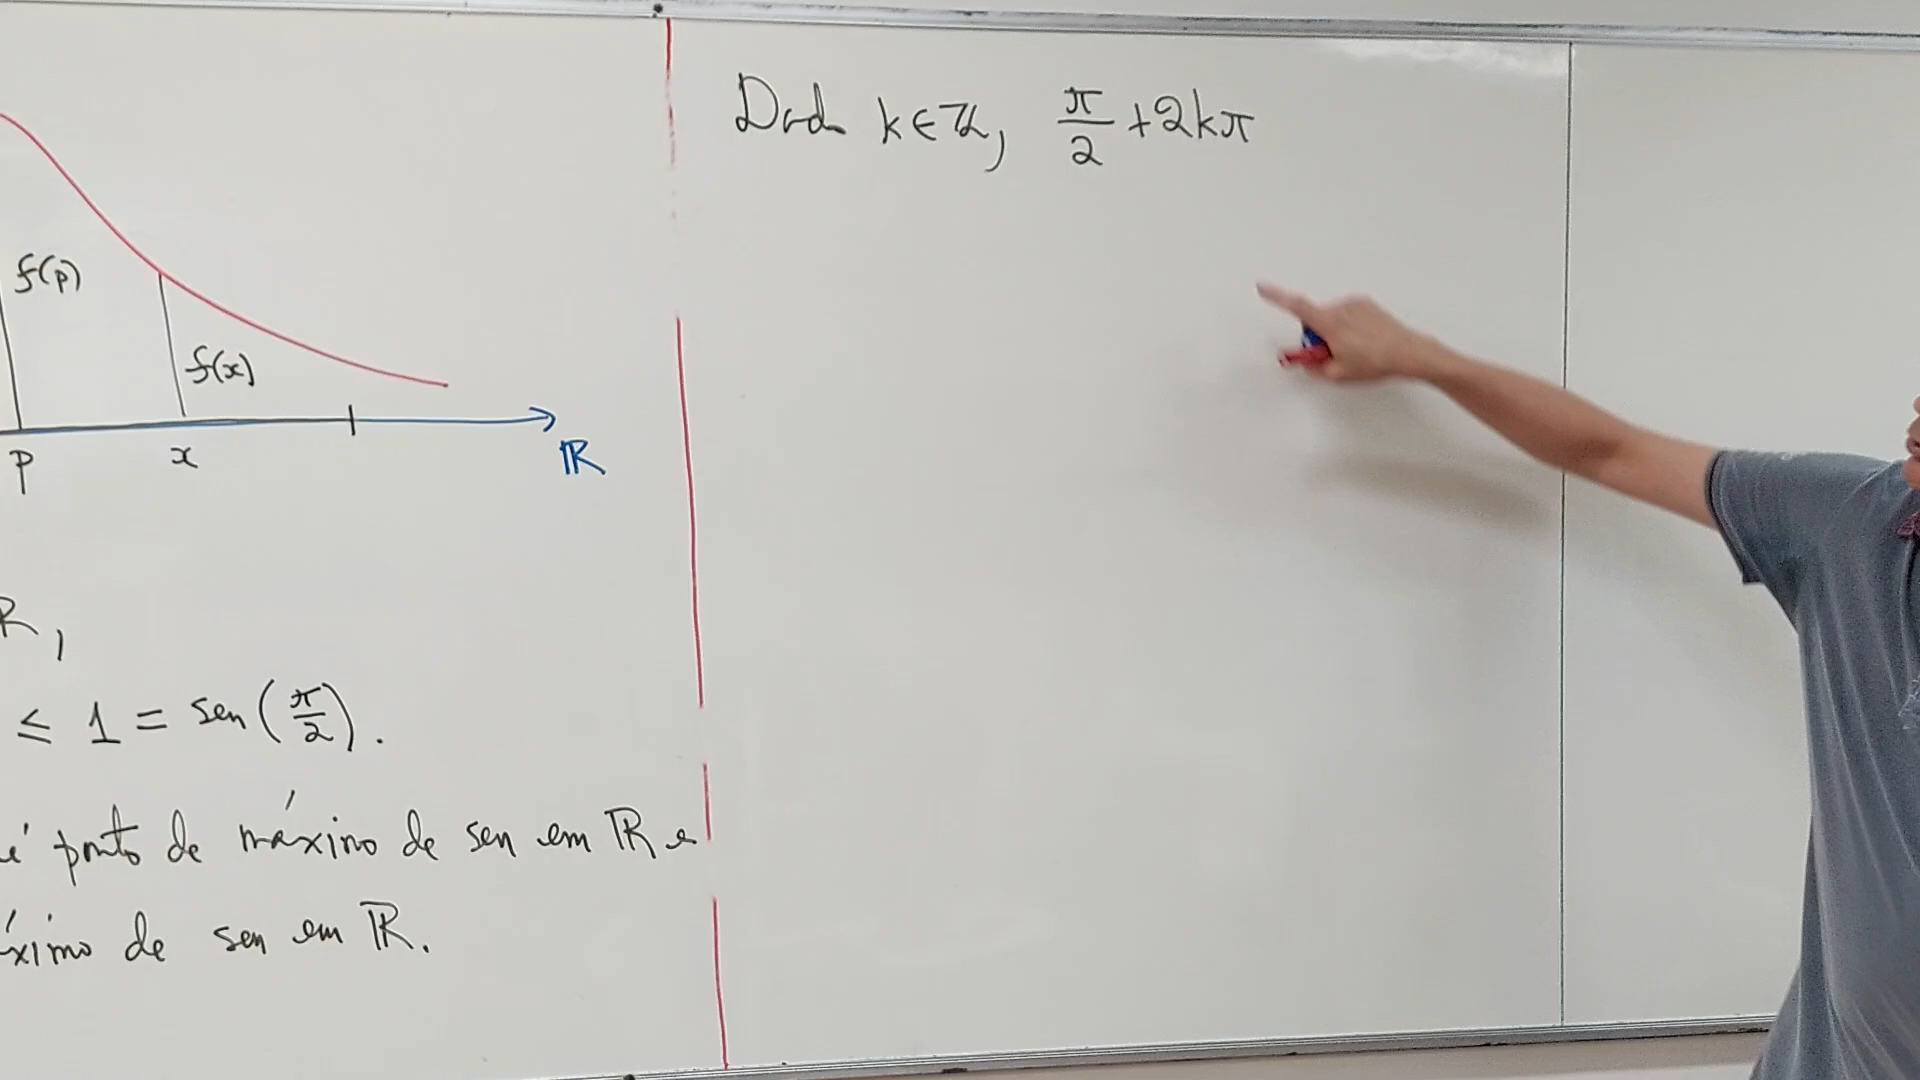 f(p)
f(x)
p x
ℝ
ℝ,
≤ 1 = sen(π/2).
é ponto de máximo de sen em ℝ e
áximo de sen em ℝ.
Dado k∈ℤ, π/2 + 2kπ